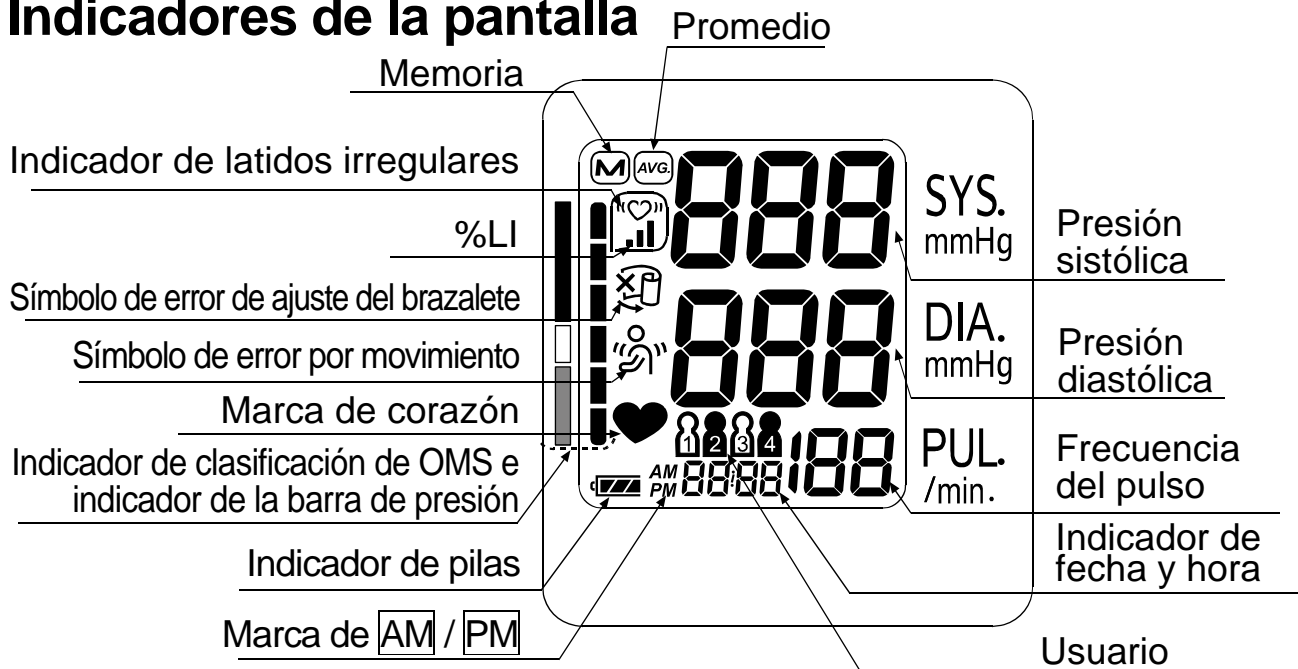 Indicadores de la pantalla
Promedio
Memoria
Indicador de latidos irregulares
%LI
Símbolo de error de ajuste del brazalete
Símbolo de error por movimiento
Marca de corazón
Indicador de clasificación de OMS e
indicador de la barra de presión
Indicador de pilas
Marca de AM / PM
M AVG. 888
888
1 2 3 4
AM
PM 88:88 188
SYS.
mmHg
DIA.
mmHg
PUL.
/min.
Presión
sistólica
Presión
diastólica
Frecuencia
del pulso
Indicador de
fecha y hora
Usuario